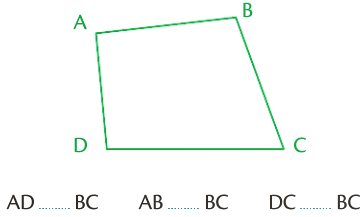 A
B
D
C
AD ........... BC AB ........... BC DC ........... BC